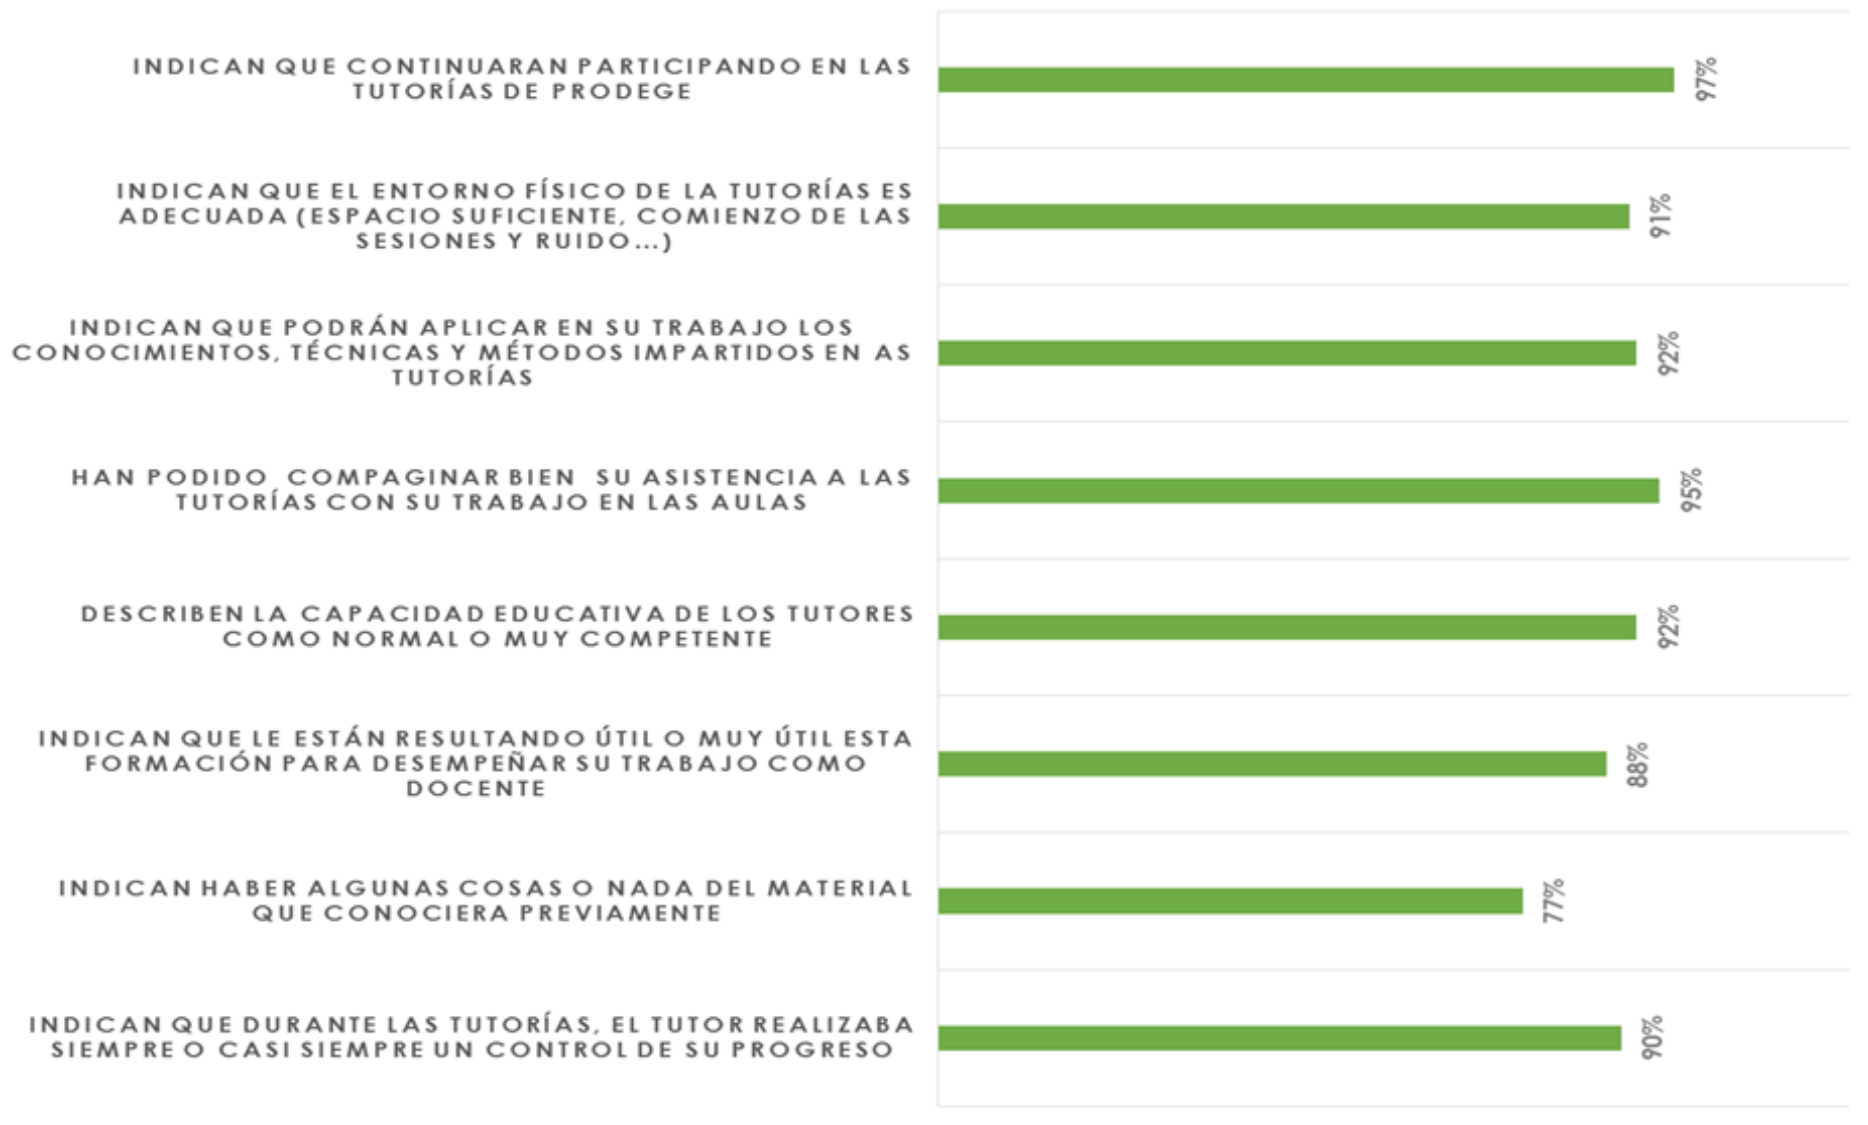 INDICAN QUE CONTINUARAN PARTICIPANDO EN LAS
TUTORÍAS DE PRODEGE
97%
INDICAN QUE EL ENTORNO FÍSICO DE LA TUTORÍAS ES
ADECUADA (ESPACIO SUFICIENTE, COMIENZO DE LAS
SESIONES Y RUIDO...)
91%
INDICAN QUE PODRÁN APLICAR EN SU TRABAJO LOS
CONOCIMIENTOS, TÉCNICAS Y MÉTODOS IMPARTIDOS EN AS
TUTORÍAS
92%
HAN PODIDO COMPAGINAR BIEN SU ASISTENCIA A LAS
TUTORÍAS CON SU TRABAJO EN LAS AULAS
95%
DESCRIBEN LA CAPACIDAD EDUCATIVA DE LOS TUTORES
COMO NORMAL O MUY COMPETENTE
92%
INDICAN QUE LE ESTÁN RESULTANDO ÚTIL O MUY ÚTIL ESTA
FORMACIÓN PARA DESEMPEÑAR SU TRABAJO COMO
DOCENTE
88%
INDICAN HABER ALGUNAS COSAS O NADA DEL MATERIAL
QUE CONOCIERA PREVIAMENTE
77%
INDICAN QUE DURANTE LAS TUTORÍAS, EL TUTOR REALIZABA
SIEMPRE O CASI SIEMPRE UN CONTROL DE SU PROGRESO
90%